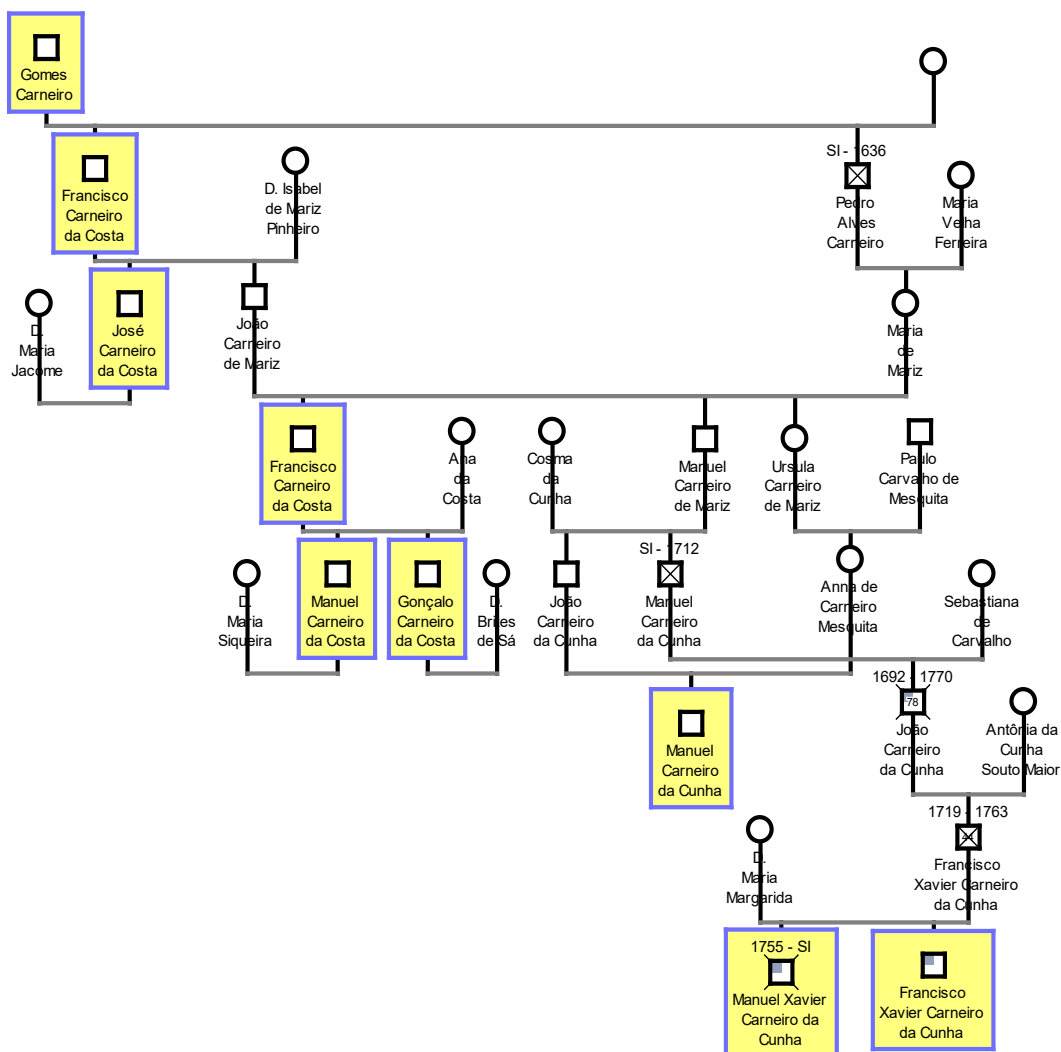 Gomes
Carneiro
Francisco
Carneiro
da Costa
D. Isabel
de Mariz
Pinheiro
SI - 1636
Pedro
Alves
Carneiro
Maria
Velha
Ferreira
D.
Maria
Jacome
José
Carneiro
da Costa
João
Carneiro
de Mariz
Maria
de
Mariz
Francisco
Carneiro
da Costa
Ana
da
Costa
Cosma
da
Cunha
Manuel
Carneiro
de Mariz
Ursula
Carneiro
de Mariz
Paulo
Carvalho de
Mesquita
D.
Maria
Siqueira
Manuel
Carneiro
da Costa
Gonçalo
Carneiro
da Costa
D.
Brites
de Sá
João
Carneiro
da Cunha
SI - 1712
Manuel
Carneiro
da Cunha
Anna de
Carneiro
Mesquita
Sebastiana
de
Carvalho
Manuel
Carneiro
da Cunha
1692 - 1770
78
João
Carneiro
da Cunha
Antônia da
Cunha
Souto Maior
D.
Maria
Margarida
1719 - 1763
44
Francisco
Xavier Carneiro
da Cunha
1755 - SI
Manuel Xavier
Carneiro da
Cunha
Francisco
Xavier Carneiro
da Cunha